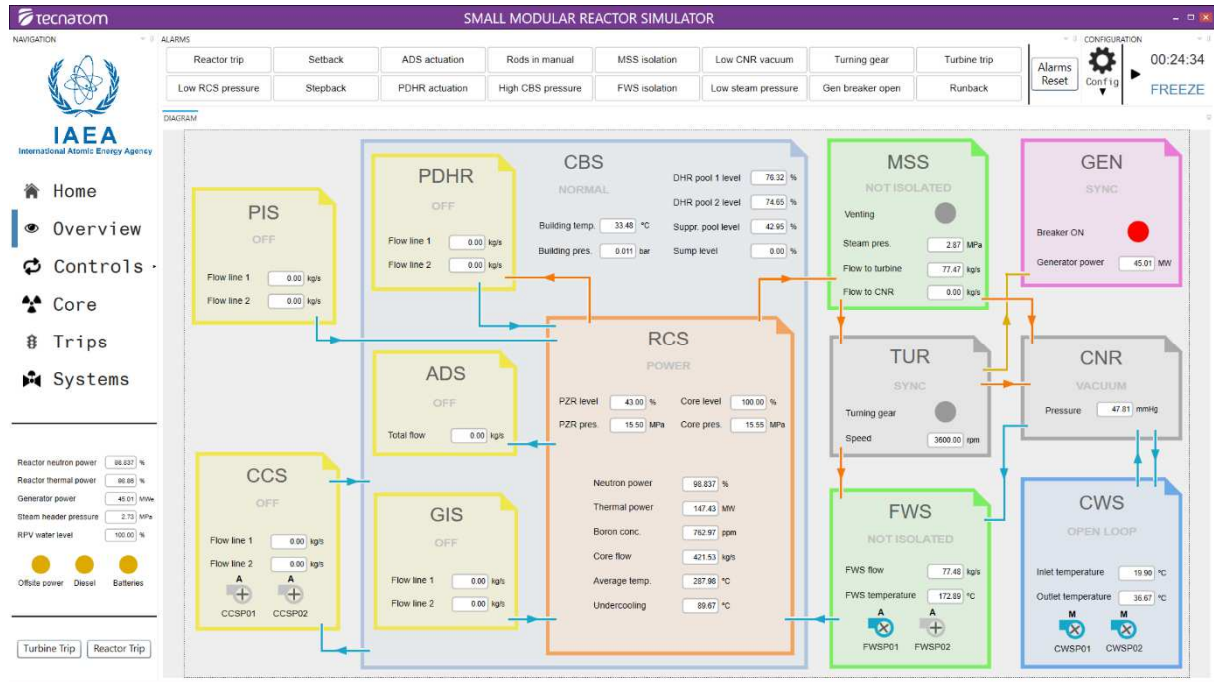 tecnatom
SMALL MODULAR REACTOR SIMULATOR
NAVIGATION
ALARMS
CONFIGURATION
Reactor trip
Setback
ADS actuation
Rods in manual
MSS isolation
Low CNR vacuum
Turning gear
Turbine trip
Low RCS pressure
Stepback
PDHR actuation
High CBS pressure
FWS isolation
Low steam pressure
Gen breaker open
Runback
Alarms
Reset
Config
00:24:34
FREEZE
IAEA
International Atomic Energy Agency
Home
Overview
Controls
Core
Trips
Systems
Reactor neutron power 98.837 %
Reactor thermal power 98.86 %
Generator power 45.01 MWe
Steam header pressure 2.73 MPa
RPV water level 100.00 %
Offsite power
Diesel
Batteries
Turbine Trip
Reactor Trip
DIAGRAM
PIS
OFF
Flow line 1 0.00 kg/s
Flow line 2 0.00 kg/s
PDHR
OFF
Flow line 1 0.00 kg/s
Flow line 2 0.00 kg/s
CBS
NORMAL
Building temp. 33.48 °C
Building pres. 0.011 bar
DHR pool 1 level 76.32 %
DHR pool 2 level 74.65 %
Suppr. pool level 42.95 %
Sump level 0.00 %
MSS
NOT ISOLATED
Venting
Steam pres. 2.87 MPa
Flow to turbine 77.47 kg/s
Flow to CNR 0.00 kg/s
GEN
SYNC
Breaker ON
Generator power 45.01 MW
ADS
OFF
Total flow 0.00 kg/s
RCS
POWER
PZR level 43.00 %
Core level 100.00 %
PZR pres. 15.50 MPa
Core pres. 15.55 MPa
Neutron power 98.837 %
Thermal power 147.43 MW
Boron conc. 762.97 ppm
Core flow 421.53 kg/s
Average temp. 287.98 °C
Undercooling 89.67 °C
TUR
SYNC
Turning gear
Speed 3600.00 rpm
CNR
VACUUM
Pressure 47.81 mmHg
CCS
OFF
Flow line 1 0.00 kg/s
Flow line 2 0.00 kg/s
A A
CCSP01 CCSP02
GIS
OFF
Flow line 1 0.00 kg/s
Flow line 2 0.00 kg/s
FWS
NOT ISOLATED
FWS flow 77.48 kg/s
FWS temperature 172.89 °C
A A
FWSP01 FWSP02
CWS
OPEN LOOP
Inlet temperature 19.90 °C
Outlet temperature 36.67 °C
M M
CWSP01 CWSP02